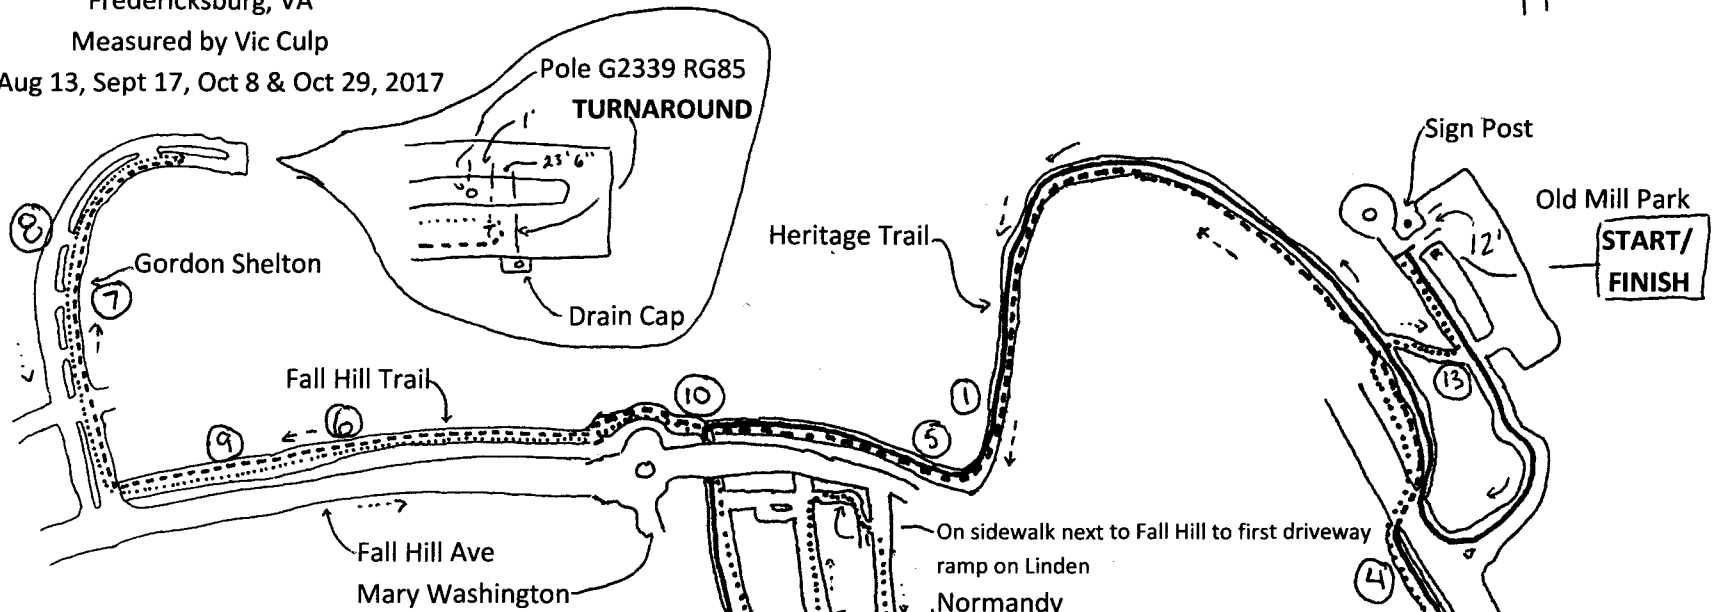 Fredericksburg, VA
Measured by Vic Culp
Aug 13, Sept 17, Oct 8 & Oct 29, 2017
Pole G2339 RG85
TURNAROUND
1'
23'6"
Drain Cap
Sign Post
Old Mill Park
START/
FINISH
12'
Heritage Trail
8
Gordon Shelton
7
Fall Hill Trail
10
1
13
6
9
5
On sidewalk next to Fall Hill to first driveway
ramp on Linden
Normandy
Fall Hill Ave
Mary Washington
4